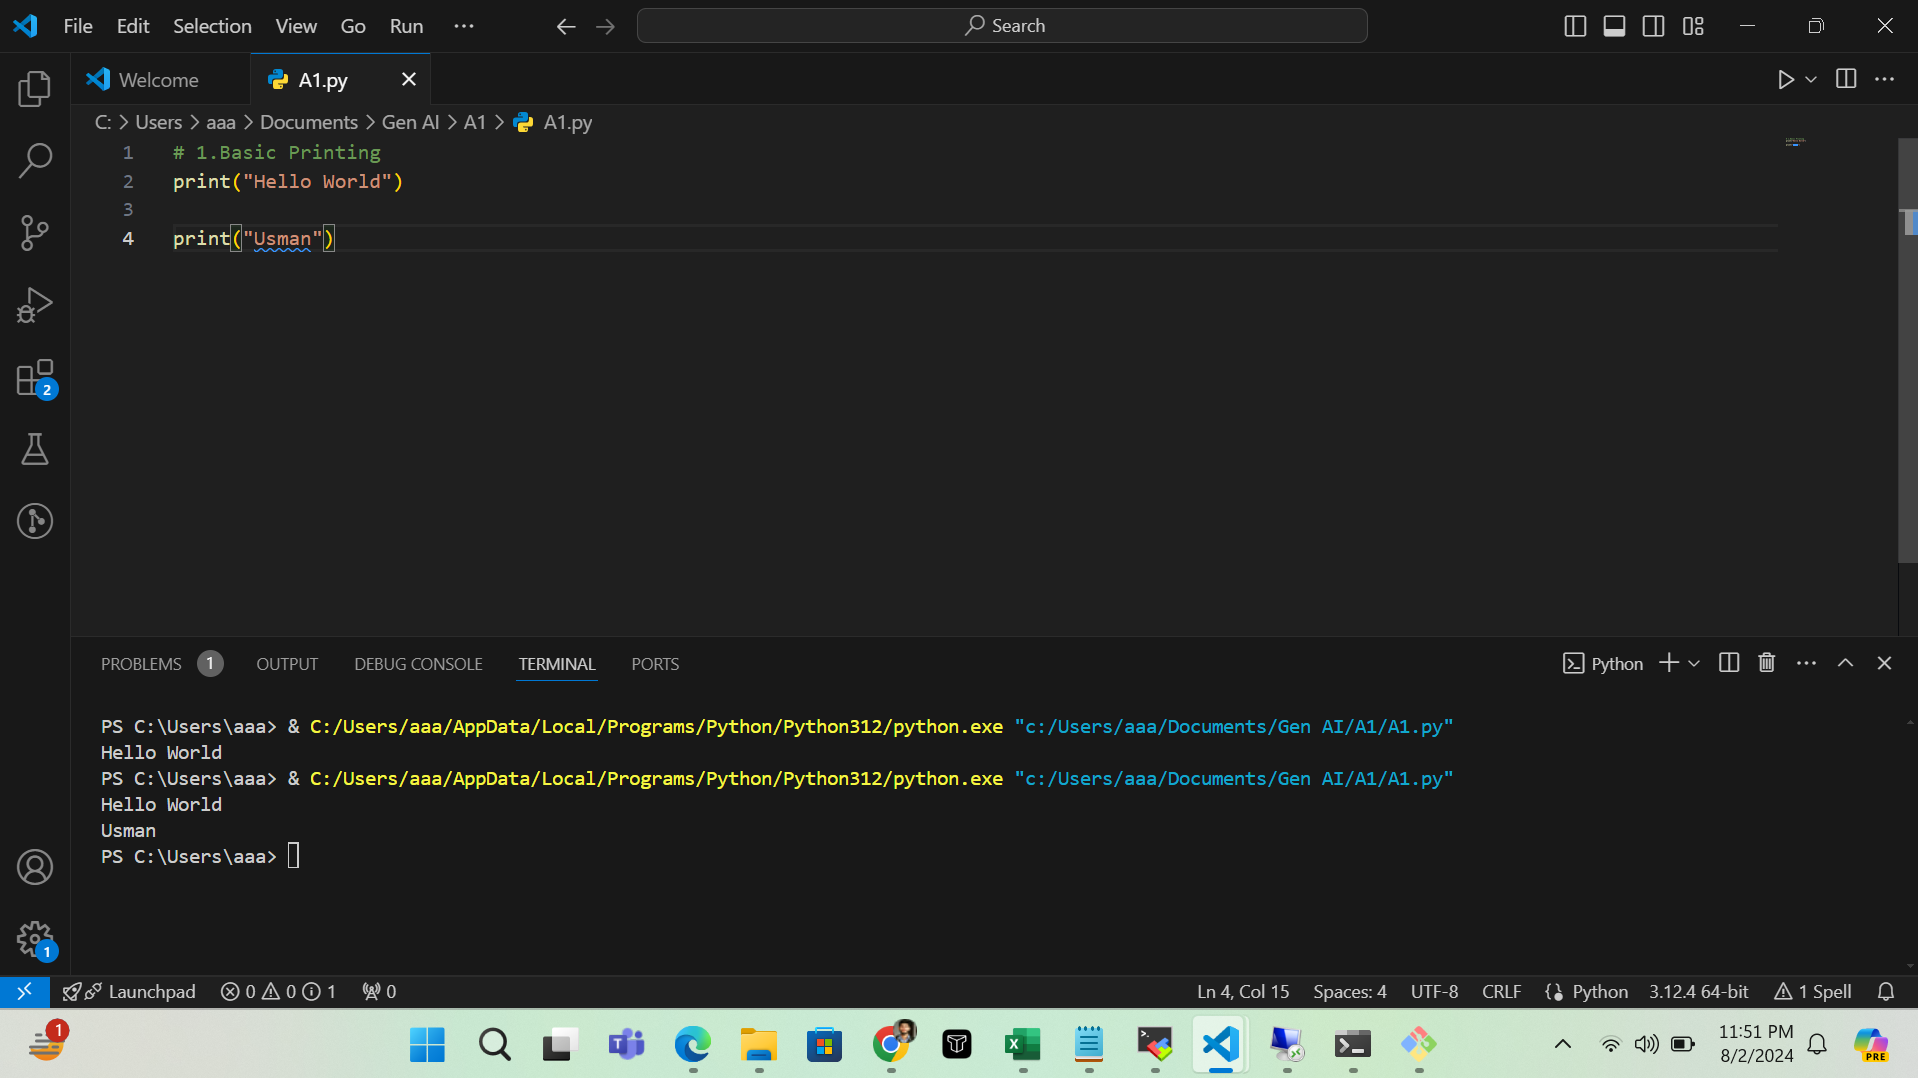 File Edit Selection View Go Run ··· Search
Welcome A1.py
C: > Users > aaa > Documents > Gen AI > A1 > A1.py
1 # 1.Basic Printing
2 print("Hello World")
3
4 print("Usman")
2
1
PROBLEMS 1 OUTPUT DEBUG CONSOLE TERMINAL PORTS Python
PS C:\Users\aaa> & C:/Users/aaa/AppData/Local/Programs/Python/Python312/python.exe "c:/Users/aaa/Documents/Gen AI/A1/A1.py"
Hello World
PS C:\Users\aaa> & C:/Users/aaa/AppData/Local/Programs/Python/Python312/python.exe "c:/Users/aaa/Documents/Gen AI/A1/A1.py"
Hello World
Usman
PS C:\Users\aaa>
Launchpad 0 0 1 0 Ln 4, Col 15 Spaces: 4 UTF-8 CRLF Python 3.12.4 64-bit 1 Spell
1 11:51 PM
8/2/2024 PRE